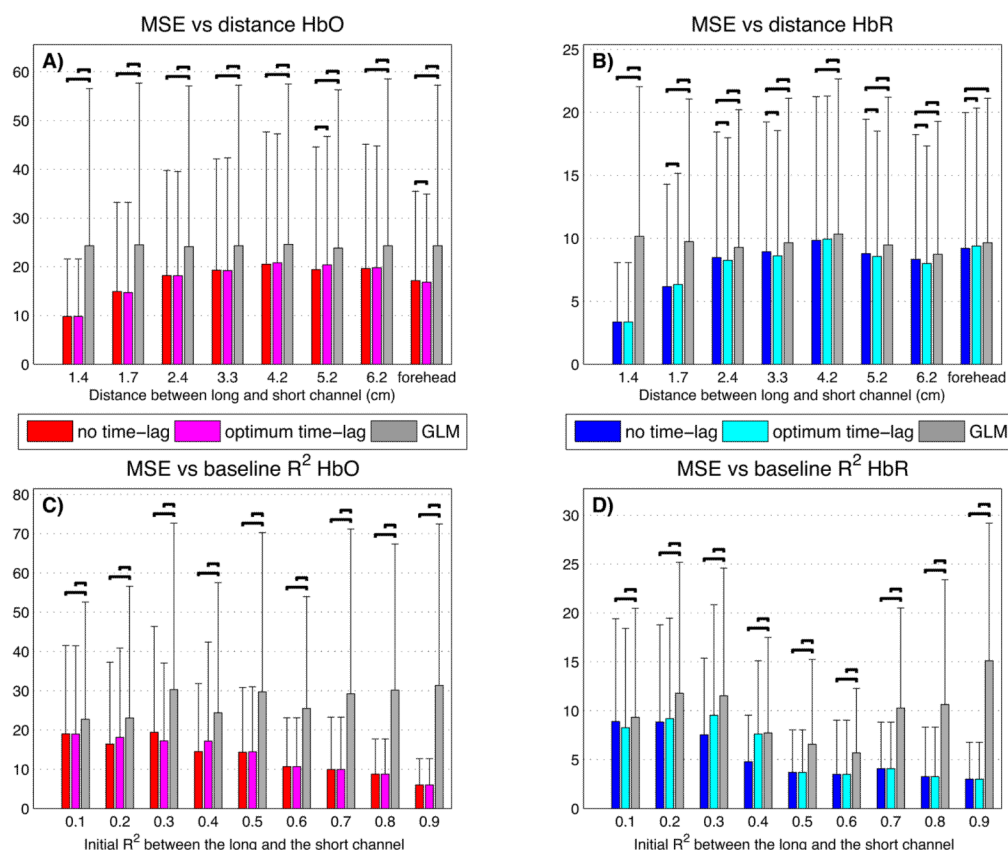 MSE vs distance HbO
A)
60
50
40
30
20
10
0
1.4 1.7 2.4 3.3 4.2 5.2 6.2 forehead
Distance between long and short channel (cm)
no time-lag optimum time-lag GLM
MSE vs distance HbR
B)
25
20
15
10
5
0
1.4 1.7 2.4 3.3 4.2 5.2 6.2 forehead
Distance between long and short channel (cm)
no time-lag optimum time-lag GLM
MSE vs baseline R² HbO
C)
80
70
60
50
40
30
20
10
0
0.1 0.2 0.3 0.4 0.5 0.6 0.7 0.8 0.9
Initial R² between the long and the short channel
MSE vs baseline R² HbR
D)
30
25
20
15
10
5
0
0.1 0.2 0.3 0.4 0.5 0.6 0.7 0.8 0.9
Initial R² between the long and the short channel